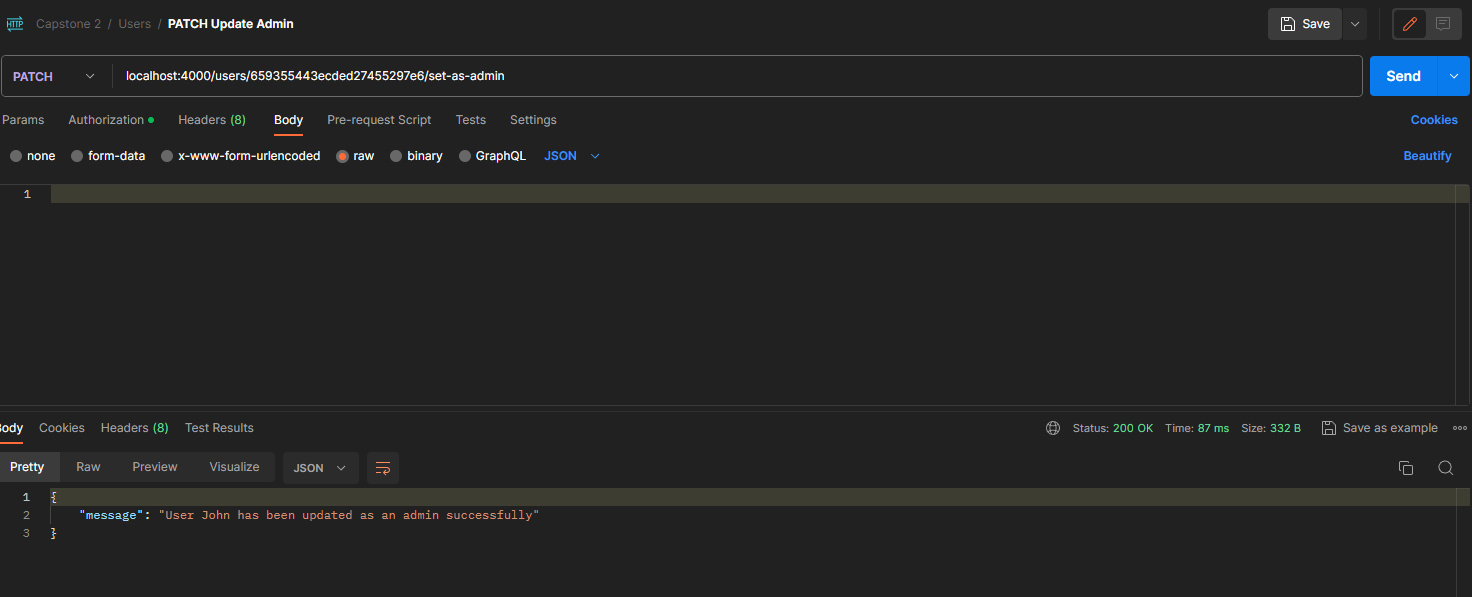 HTTP Capstone 2 / Users / PATCH Update Admin Save
PATCH localhost:4000/users/659355443ecded27455297e6/set-as-admin Send
Params Authorization Headers (8) Body Pre-request Script Tests Settings Cookies
none form-data x-www-form-urlencoded raw binary GraphQL JSON Beautify
1
Body Cookies Headers (8) Test Results Status: 200 OK Time: 87 ms Size: 332 B Save as example
Pretty Raw Preview Visualize JSON
1 {
2 "message": "User John has been updated as an admin successfully"
3 }